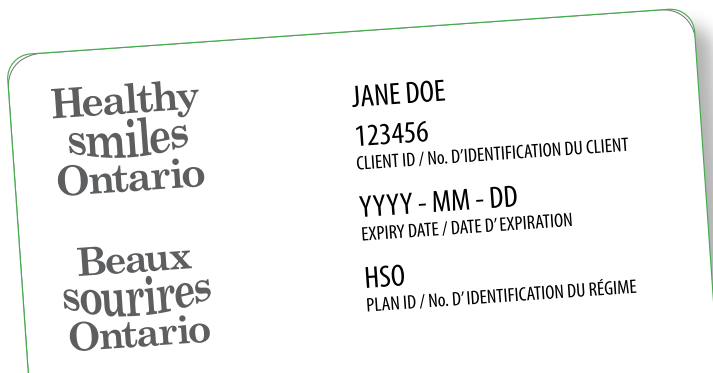 Healthy
smiles
Ontario
Beaux
sourires
Ontario
JANE DOE
123456
CLIENT ID / No. D'IDENTIFICATION DU CLIENT
YYYY - MM - DD
EXPIRY DATE / DATE D' EXPIRATION
HSO
PLAN ID / No. D' IDENTIFICATION DU RÉGIME